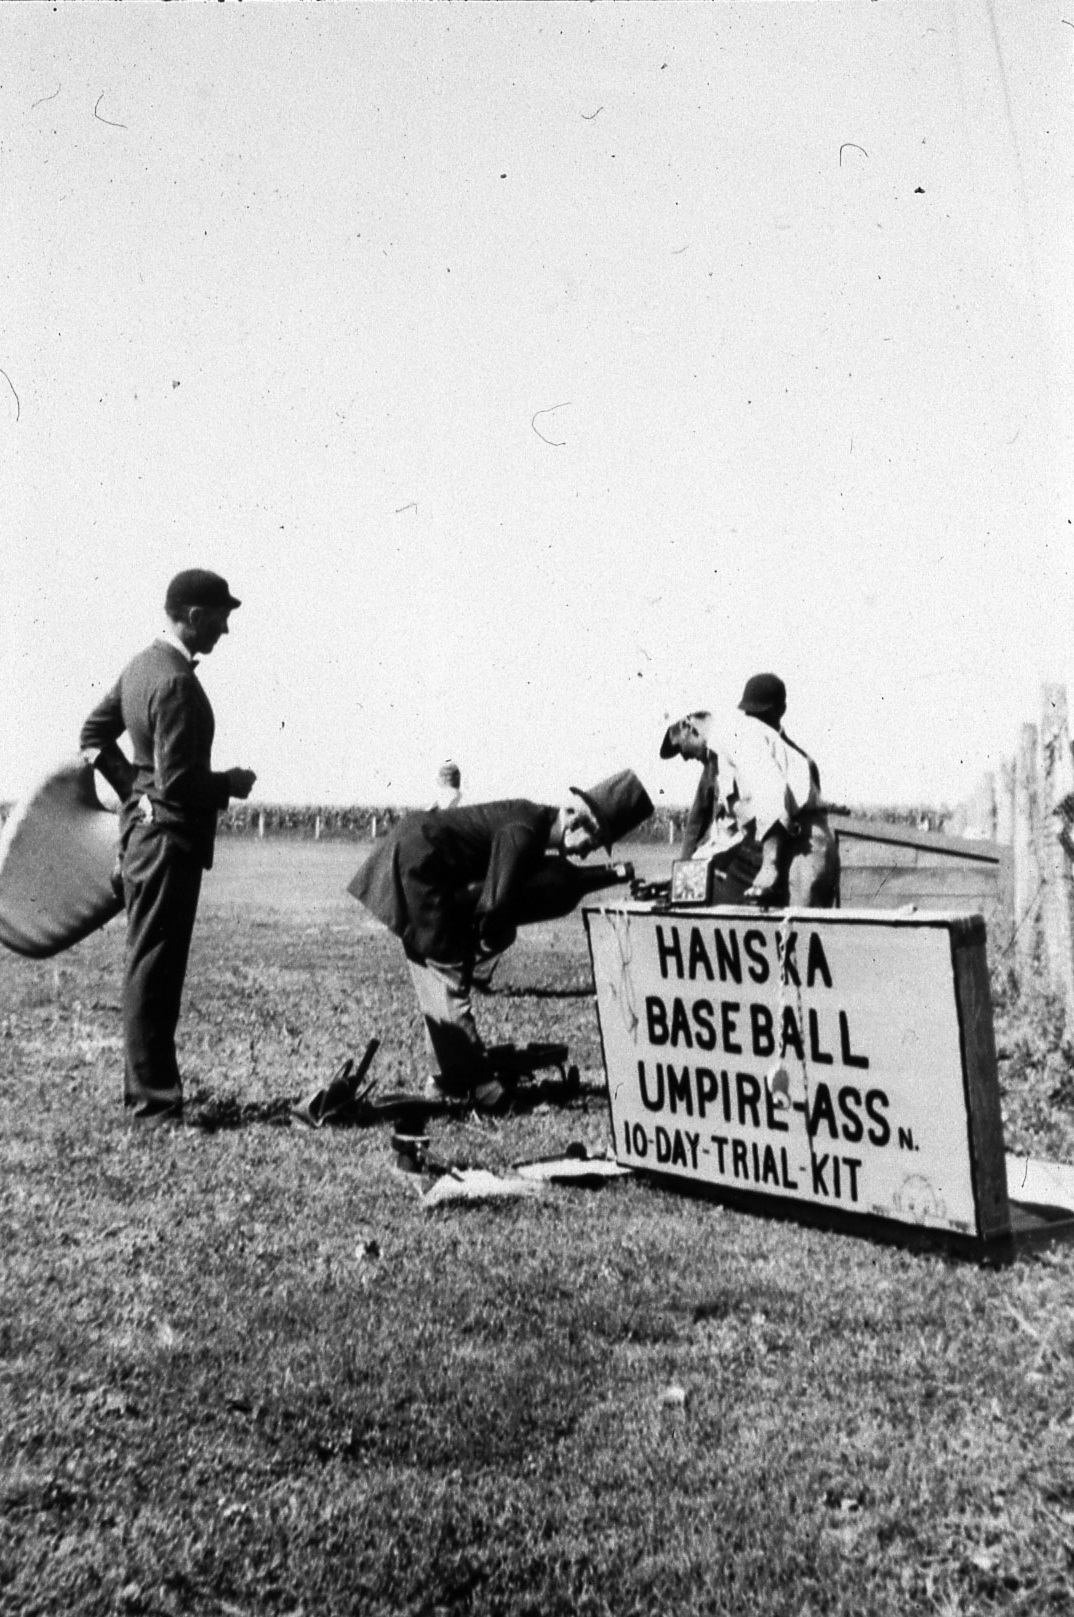 HANSKA
BASEBALL
UMPIRE-ASSN.
10-DAY-TRIAL-KIT